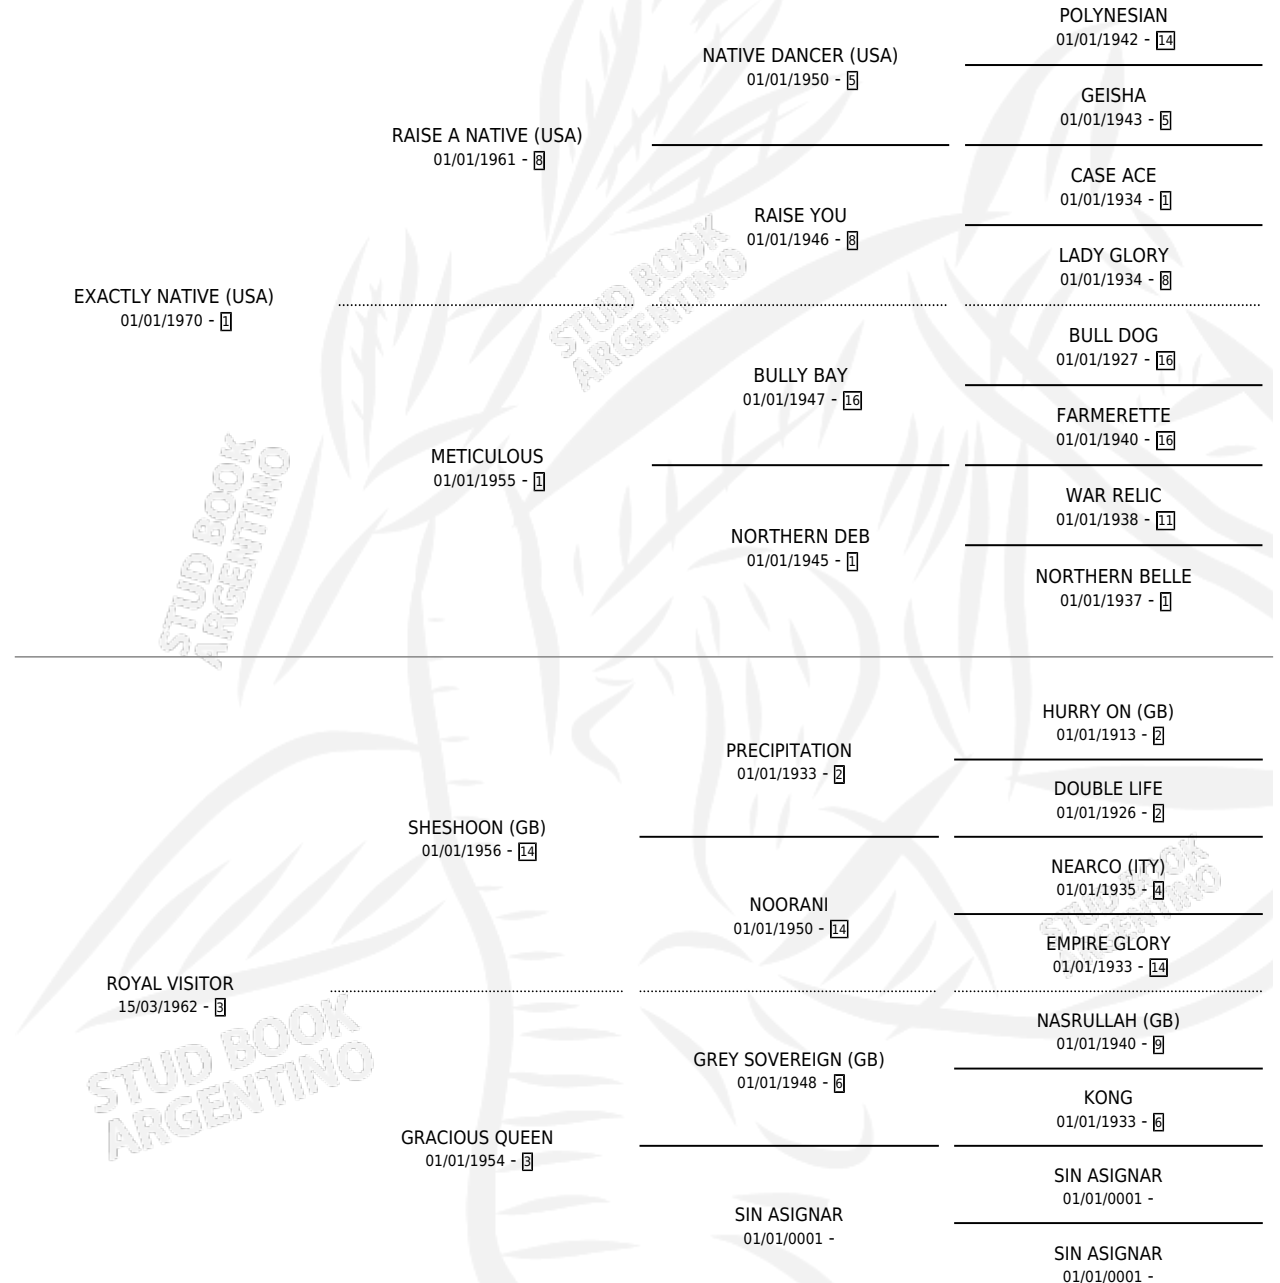 POLYNESIAN
01/01/1942 - 14
NATIVE DANCER (USA)
01/01/1950 - 5
GEISHA
01/01/1943 - 5
RAISE A NATIVE (USA)
01/01/1961 - 8
CASE ACE
01/01/1934 - 1
RAISE YOU
01/01/1946 - 8
LADY GLORY
01/01/1934 - 8
EXACTLY NATIVE (USA)
01/01/1970 - 1
STUD BOOK
ARGENTINO
BULL DOG
01/01/1927 - 16
BULLY BAY
01/01/1947 - 16
FARMERETTE
01/01/1940 - 16
METICULOUS
01/01/1955 - 1
WAR RELIC
01/01/1938 - 11
NORTHERN DEB
01/01/1945 - 1
NORTHERN BELLE
01/01/1937 - 1
STUD BOOK
ARGENTINO
HURRY ON (GB)
01/01/1913 - 2
PRECIPITATION
01/01/1933 - 2
DOUBLE LIFE
01/01/1926 - 2
SHESHOON (GB)
01/01/1956 - 14
NEARCO (ITY)
01/01/1935 - 4
NOORANI
01/01/1950 - 14
EMPIRE GLORY
01/01/1933 - 14
STUD BOOK
ARGENTINO
ROYAL VISITOR
15/03/1962 - 3
NASRULLAH (GB)
01/01/1940 - 9
GREY SOVEREIGN (GB)
01/01/1948 - 6
KONG
01/01/1933 - 6
STUD BOOK
ARGENTINO
GRACIOUS QUEEN
01/01/1954 - 3
SIN ASIGNAR
01/01/0001 -
SIN ASIGNAR
01/01/0001 -
SIN ASIGNAR
01/01/0001 -